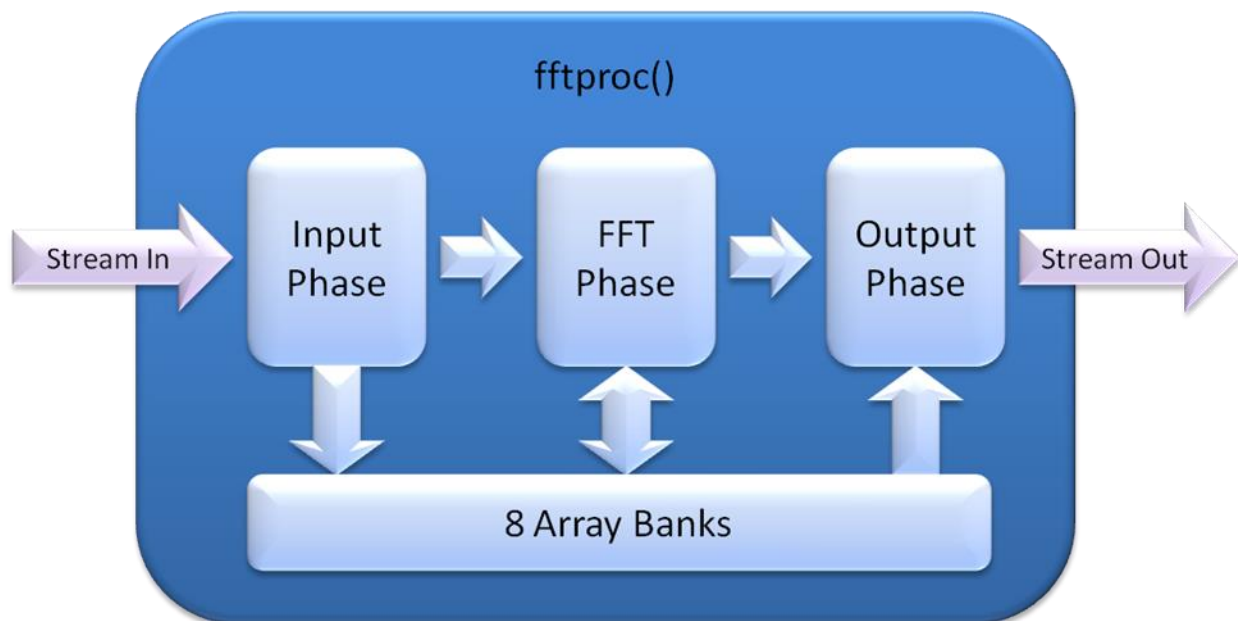 fftproc()
Stream In
Input
Phase
FFT
Phase
Output
Phase
Stream Out
8 Array Banks